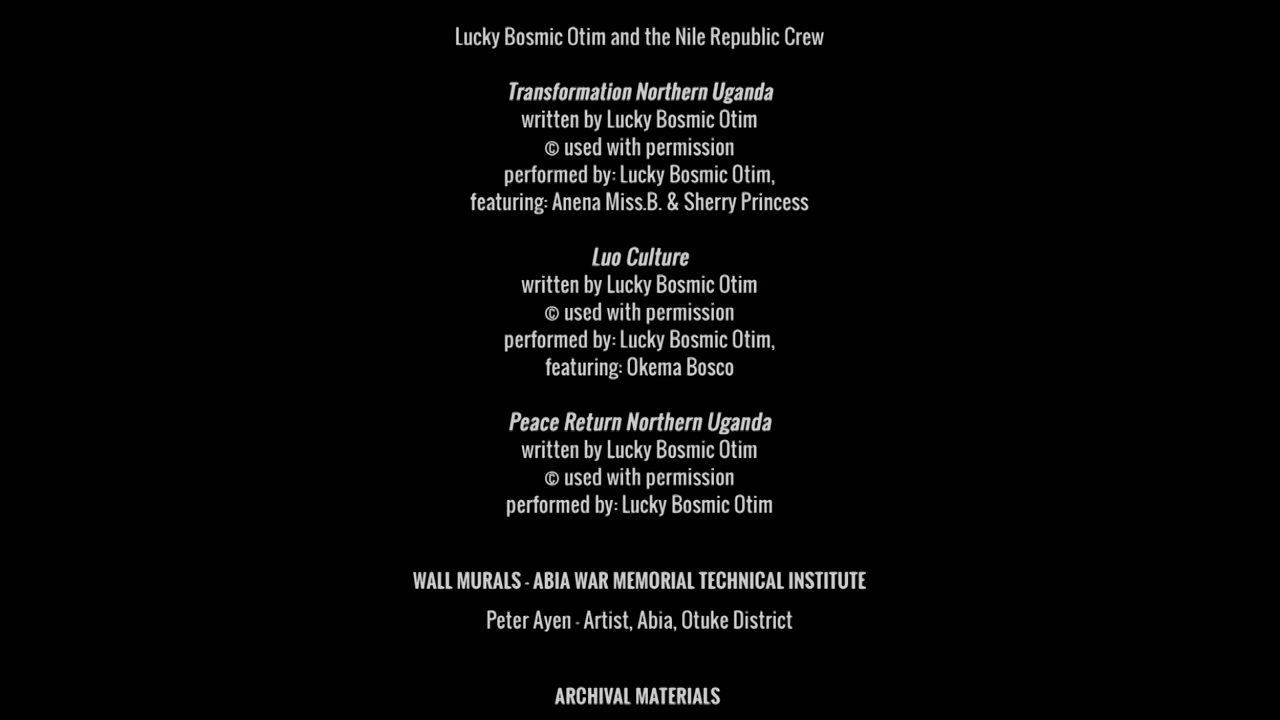 Lucky Bosmic Otim and the Nile Republic Crew
Transformation Northern Uganda
written by Lucky Bosmic Otim
© used with permission
performed by: Lucky Bosmic Otim,
featuring: Anena Miss.B. & Sherry Princess
Luo Culture
written by Lucky Bosmic Otim
© used with permission
performed by: Lucky Bosmic Otim,
featuring: Okema Bosco
Peace Return Northern Uganda
written by Lucky Bosmic Otim
© used with permission
performed by: Lucky Bosmic Otim
WALL MURALS - ABIA WAR MEMORIAL TECHNICAL INSTITUTE
Peter Ayen - Artist, Abia, Otuke District
ARCHIVAL MATERIALS